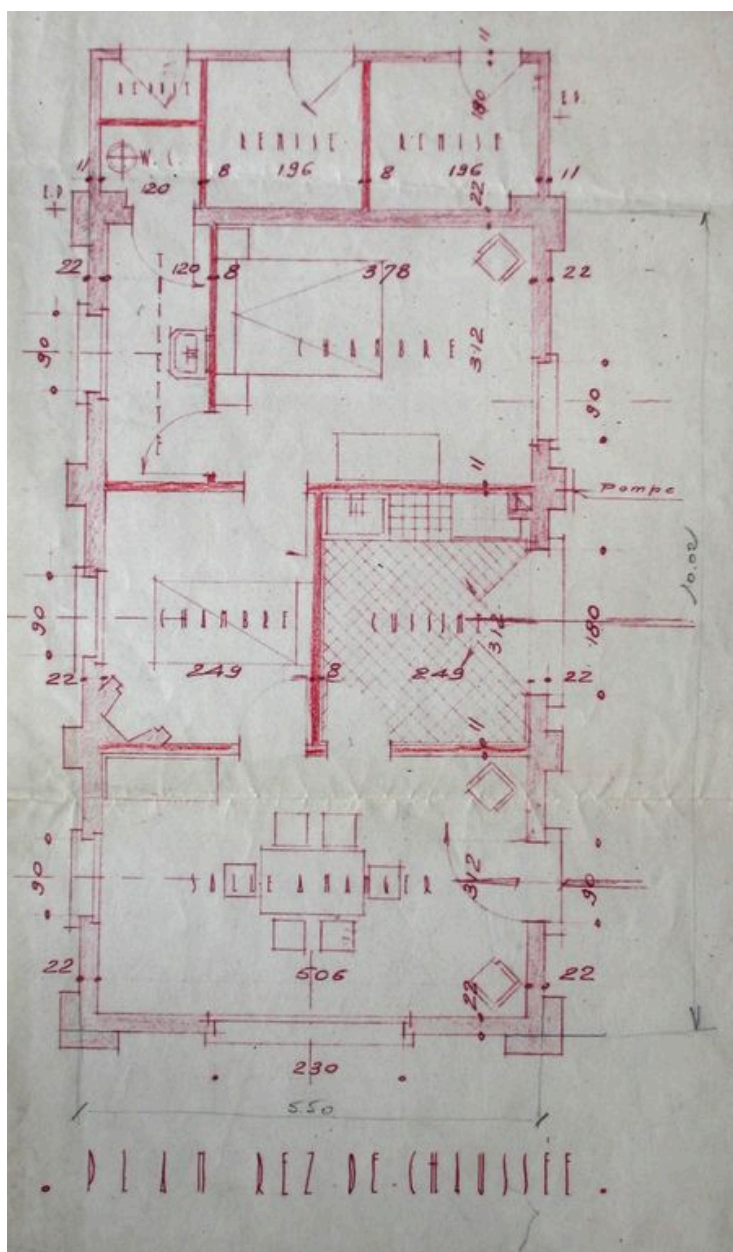 11
E.P.
REMISE REMISE
180
W.C.
11 120 8 196 8 196 11
E.P
22
22 120 8 378 22
TOILETTE
90 CHAMBRE 312
90
11
Pompe
10.02
90 CHAMBRE CUISINE 312 180
22 249 8 249 22
11
90 SALLE A MANGER 312 90
22 506 22 22
230
5.50
. PLAN REZ-DE-CHAUSSÉE .